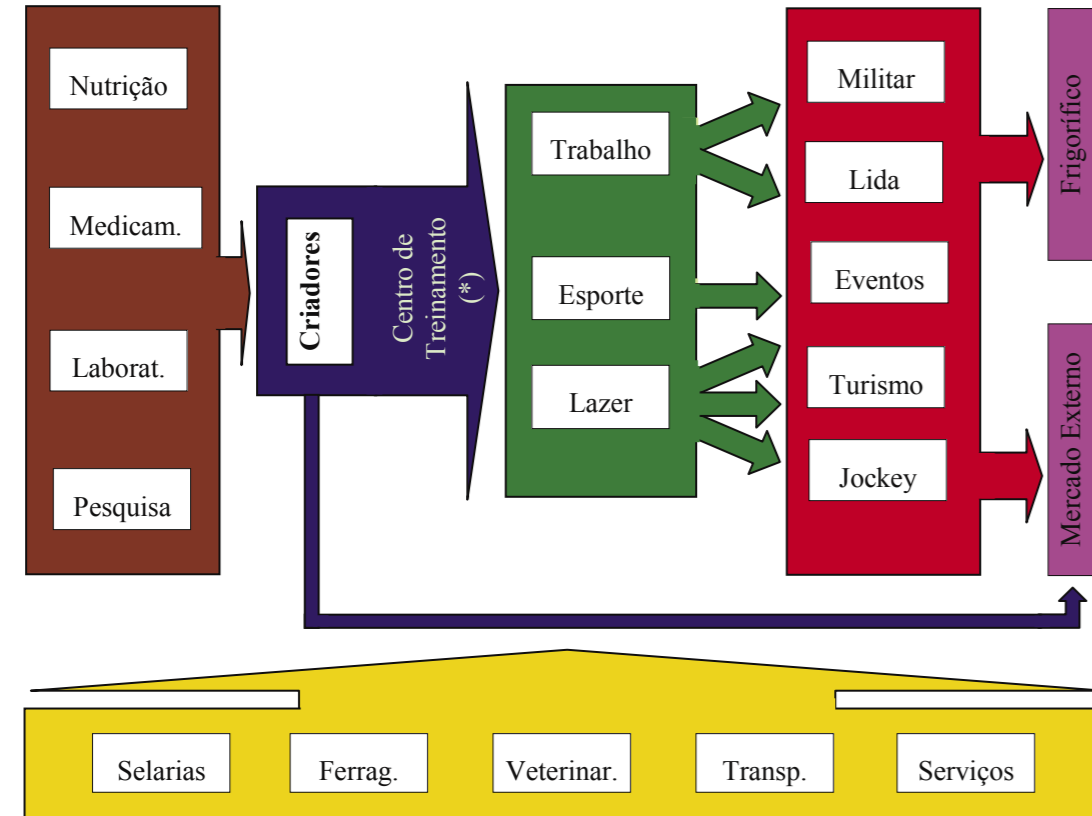 Nutrição
Medicam.
Laborat.
Pesquisa
Criadores
Centro de
Treinamento
(*)
Trabalho
Esporte
Lazer
Militar
Lida
Eventos
Turismo
Jockey
Frigorífico
Mercado Externo
Selarias
Ferrag.
Veterinar.
Transp.
Serviços